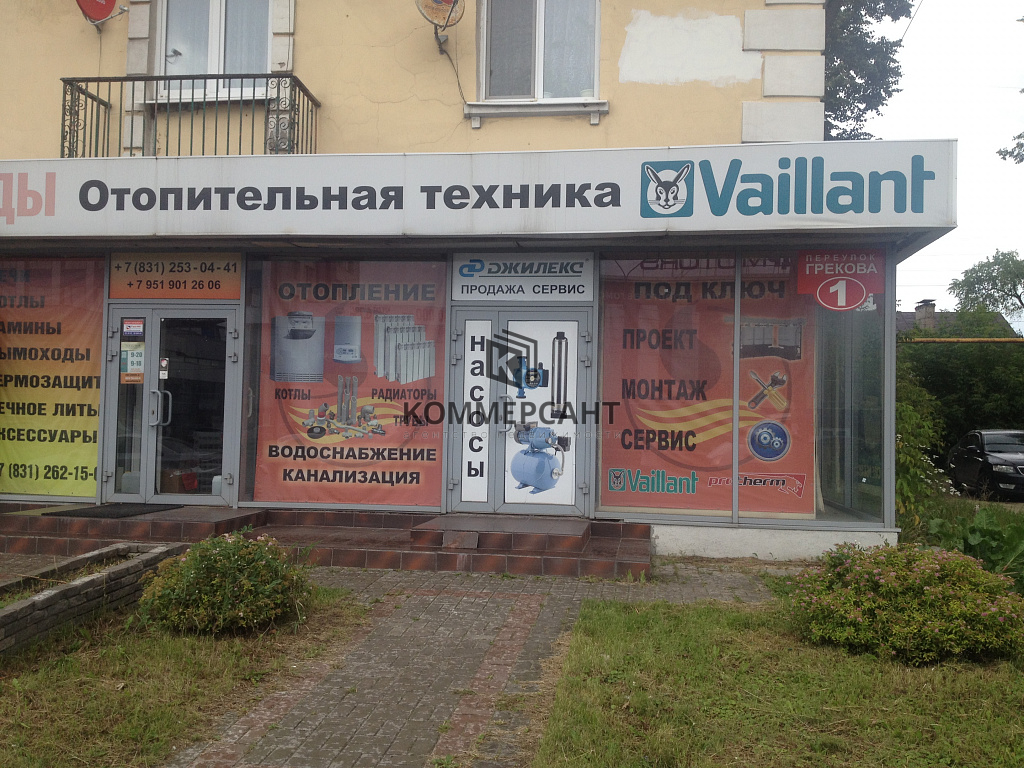 ДЫ Отопительная техника Vaillant
+7 (831) 253-04-41
+7 951 901 26 06
КОТЛЫ
АМИНЫ
ЫМОХОДЫ
ЕРМОЗАЩИТ
ЕЧНОЕ ЛИТЬ
КСЕССУАРЫ
7 (831) 262-15-
ОТОПЛЕНИЕ
КОТЛЫ
РАДИАТОРЫ
ТРУБЫ
ВОДОСНАБЖЕНИЕ
КАНАЛИЗАЦИЯ
ДЖИЛЕКС
ПРОДАЖА СЕРВИС
НАСОСЫ
КОММЕРСАНТ
ПОД КЛЮЧ
ПРОЕКТ
МОНТАЖ
СЕРВИС
Vaillant protherm
ПЕРЕУЛОК
ГРЕКОВА
1